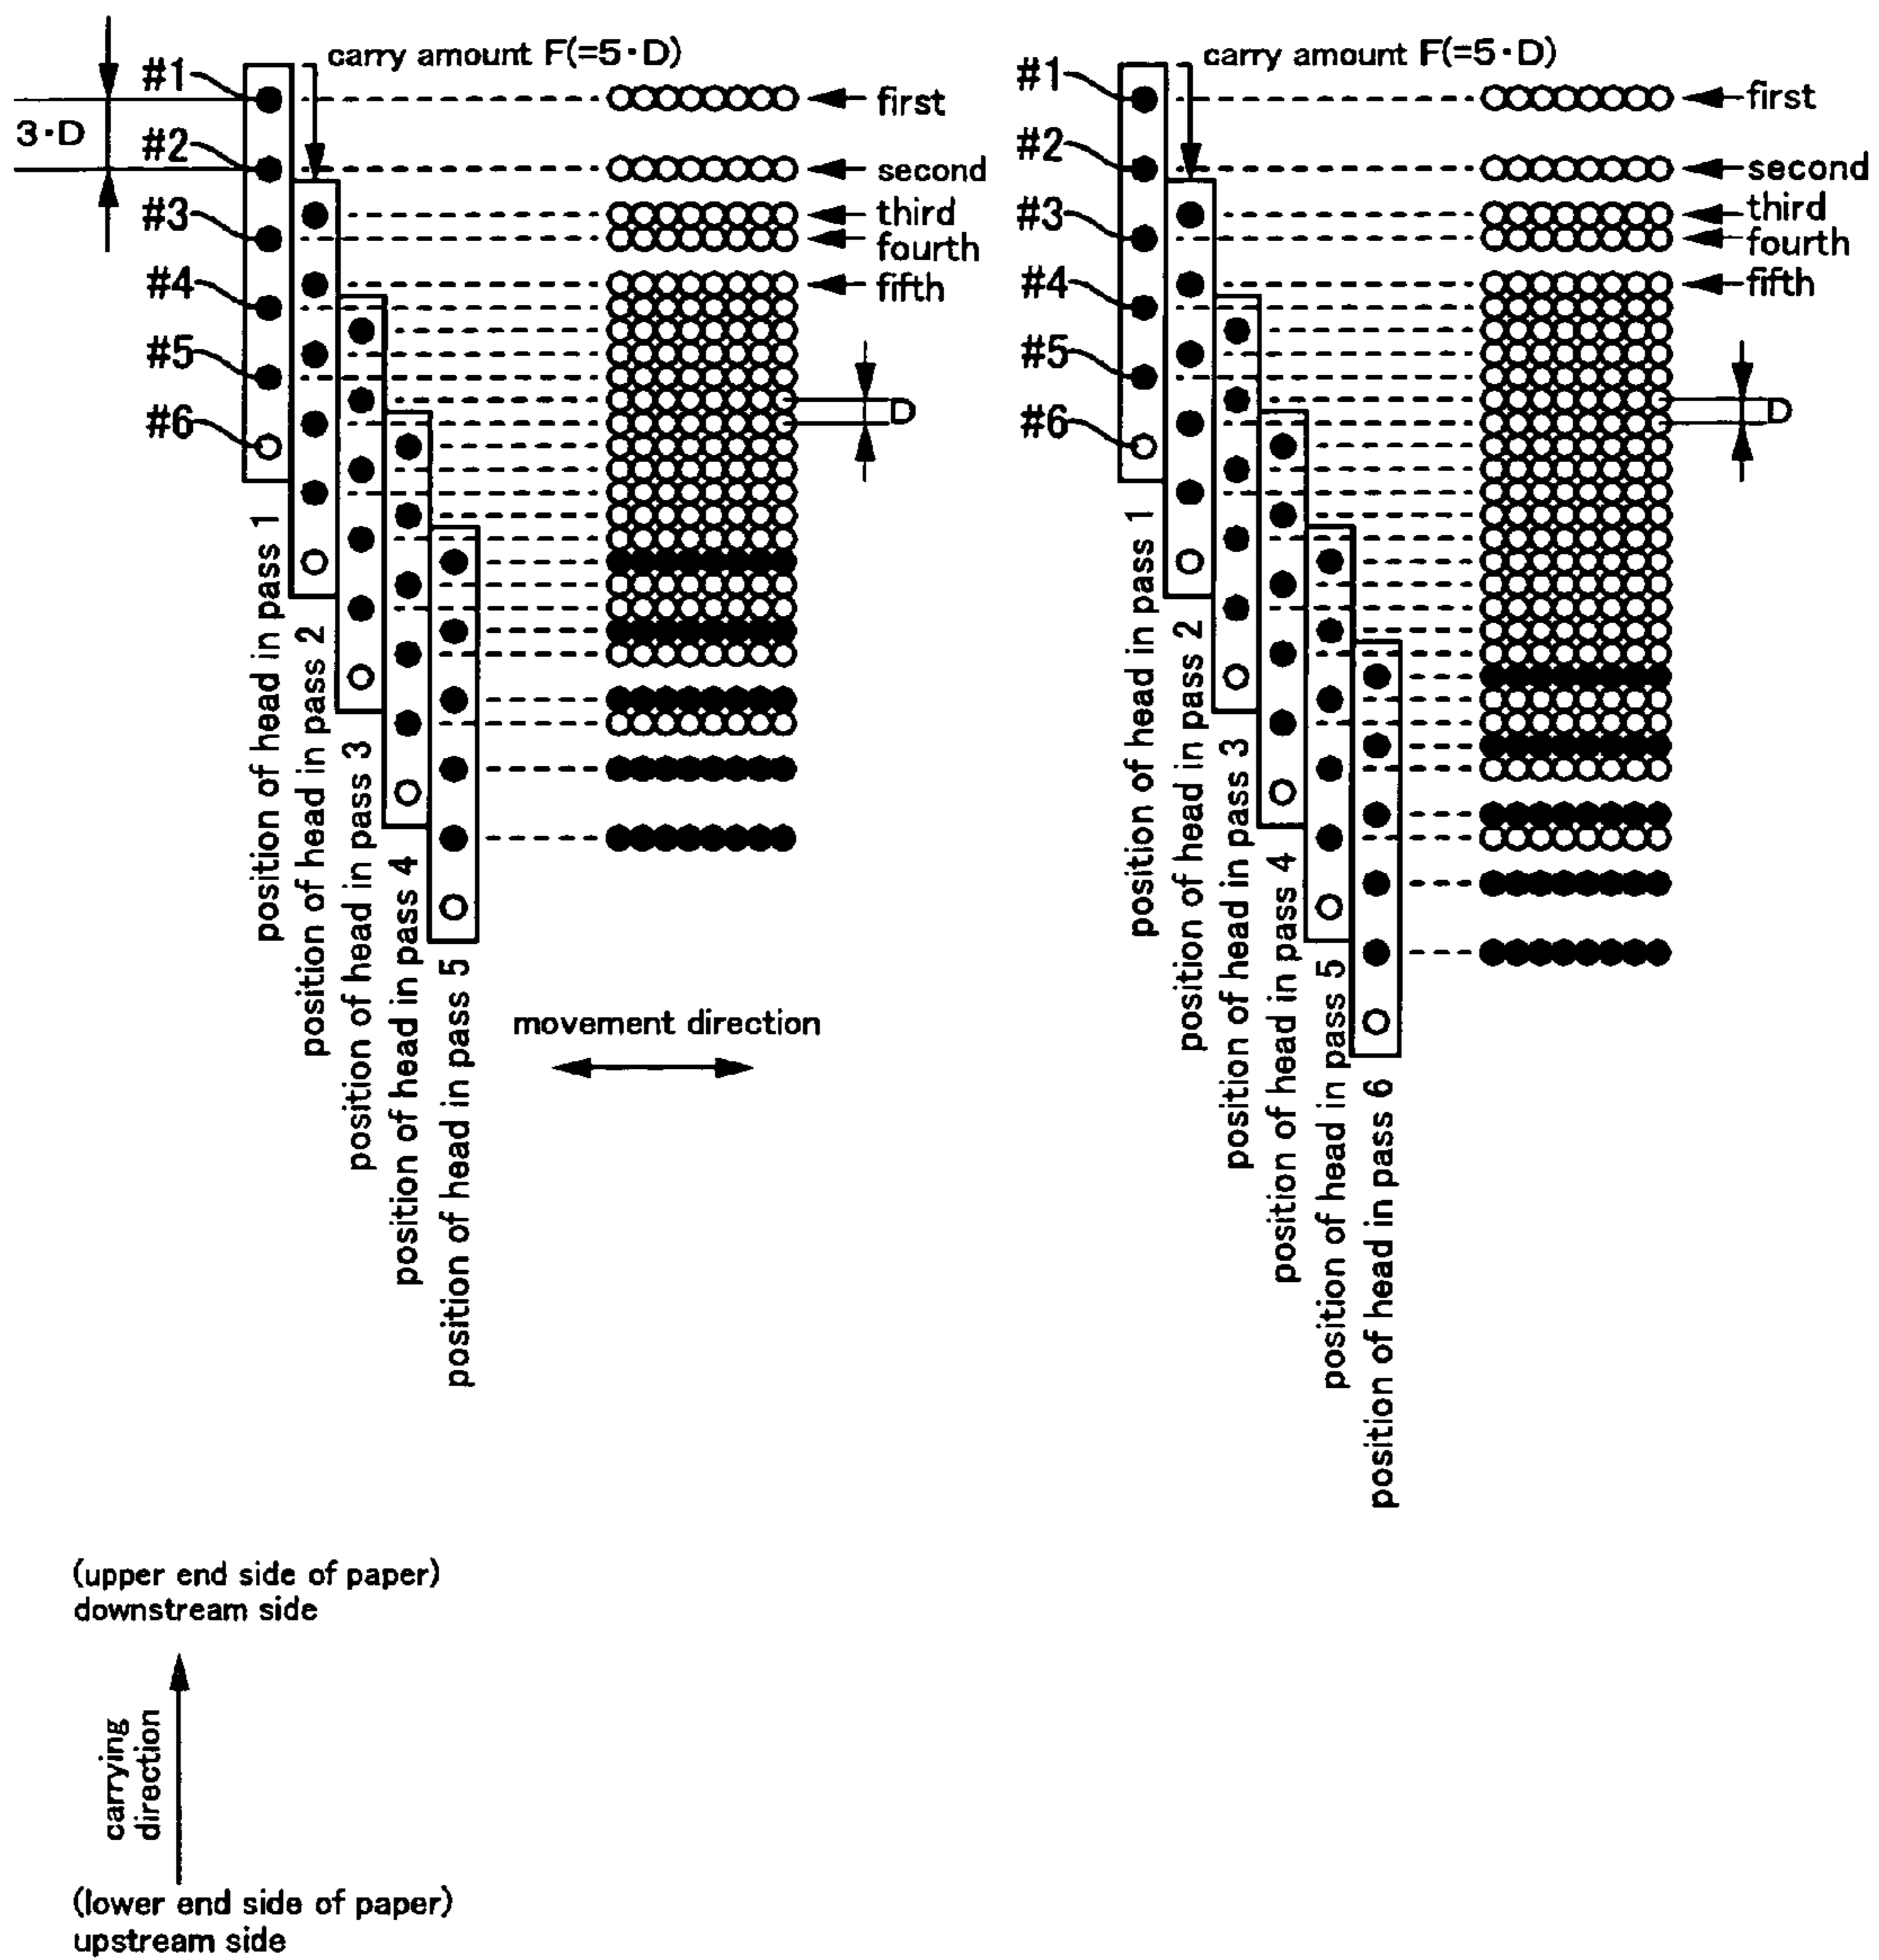 carry amount F(=5·D)
#1
first
3·D
#2
second
#3
third
fourth
#4
fifth
#5
D
#6
position of head in pass 1
position of head in pass 2
position of head in pass 3
position of head in pass 4
position of head in pass 5
movement direction
carry amount F(=5·D)
#1
first
#2
second
#3
third
fourth
#4
fifth
#5
D
#6
position of head in pass 1
position of head in pass 2
position of head in pass 3
position of head in pass 4
position of head in pass 5
position of head in pass 6
(upper end side of paper)
downstream side
carrying
direction
(lower end side of paper)
upstream side